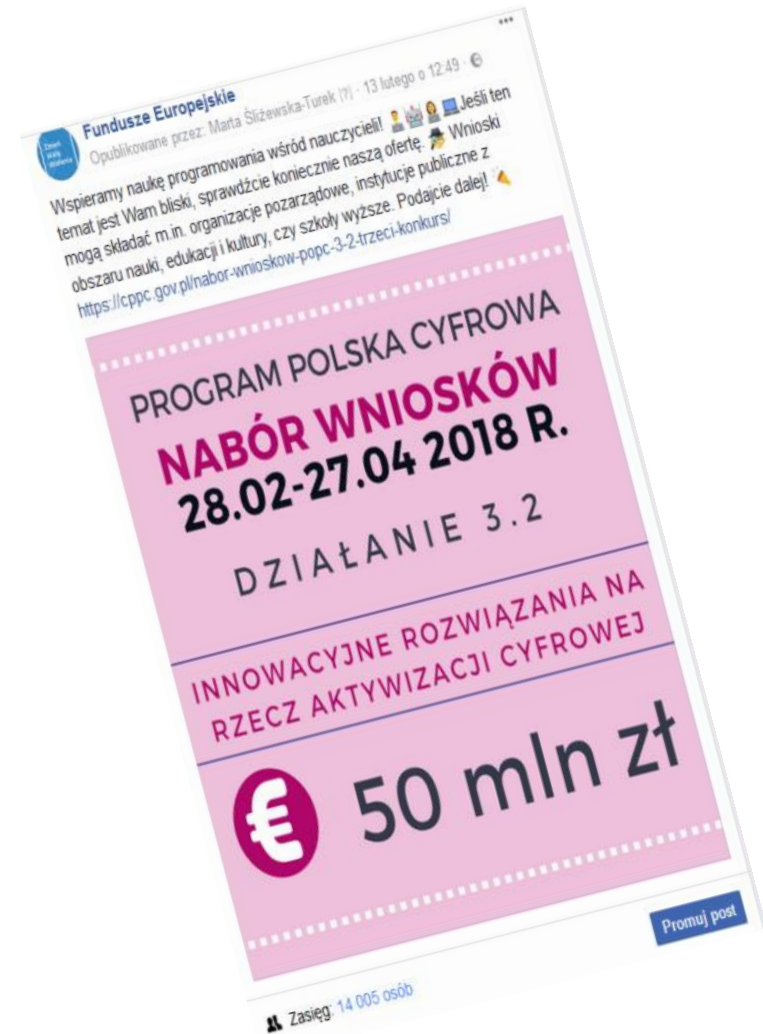 Fundusze Europejskie
Opublikowane przez: Marta Śliżewska-Turek [?] · 13 lutego o 12:49 ·
Wspieramy naukę programowania wśród nauczycieli! Jeśli ten
temat jest Wam bliski, sprawdźcie koniecznie naszą ofertę. Wnioski
mogą składać m.in. organizacje pozarządowe, instytucje publiczne z
obszaru nauki, edukacji i kultury, czy szkoły wyższe. Podajcie dalej!
https://cppc.gov.pl/nabor-wnioskow-popc-3-2-trzeci-konkurs/
PROGRAM POLSKA CYFROWA
NABÓR WNIOSKÓW
28.02-27.04 2018 R.
DZIAŁANIE 3.2
INNOWACYJNE ROZWIĄZANIA NA
RZECZ AKTYWIZACJI CYFROWEJ
€ 50 mln zł
Promuj post
Zasięg: 14 005 osób